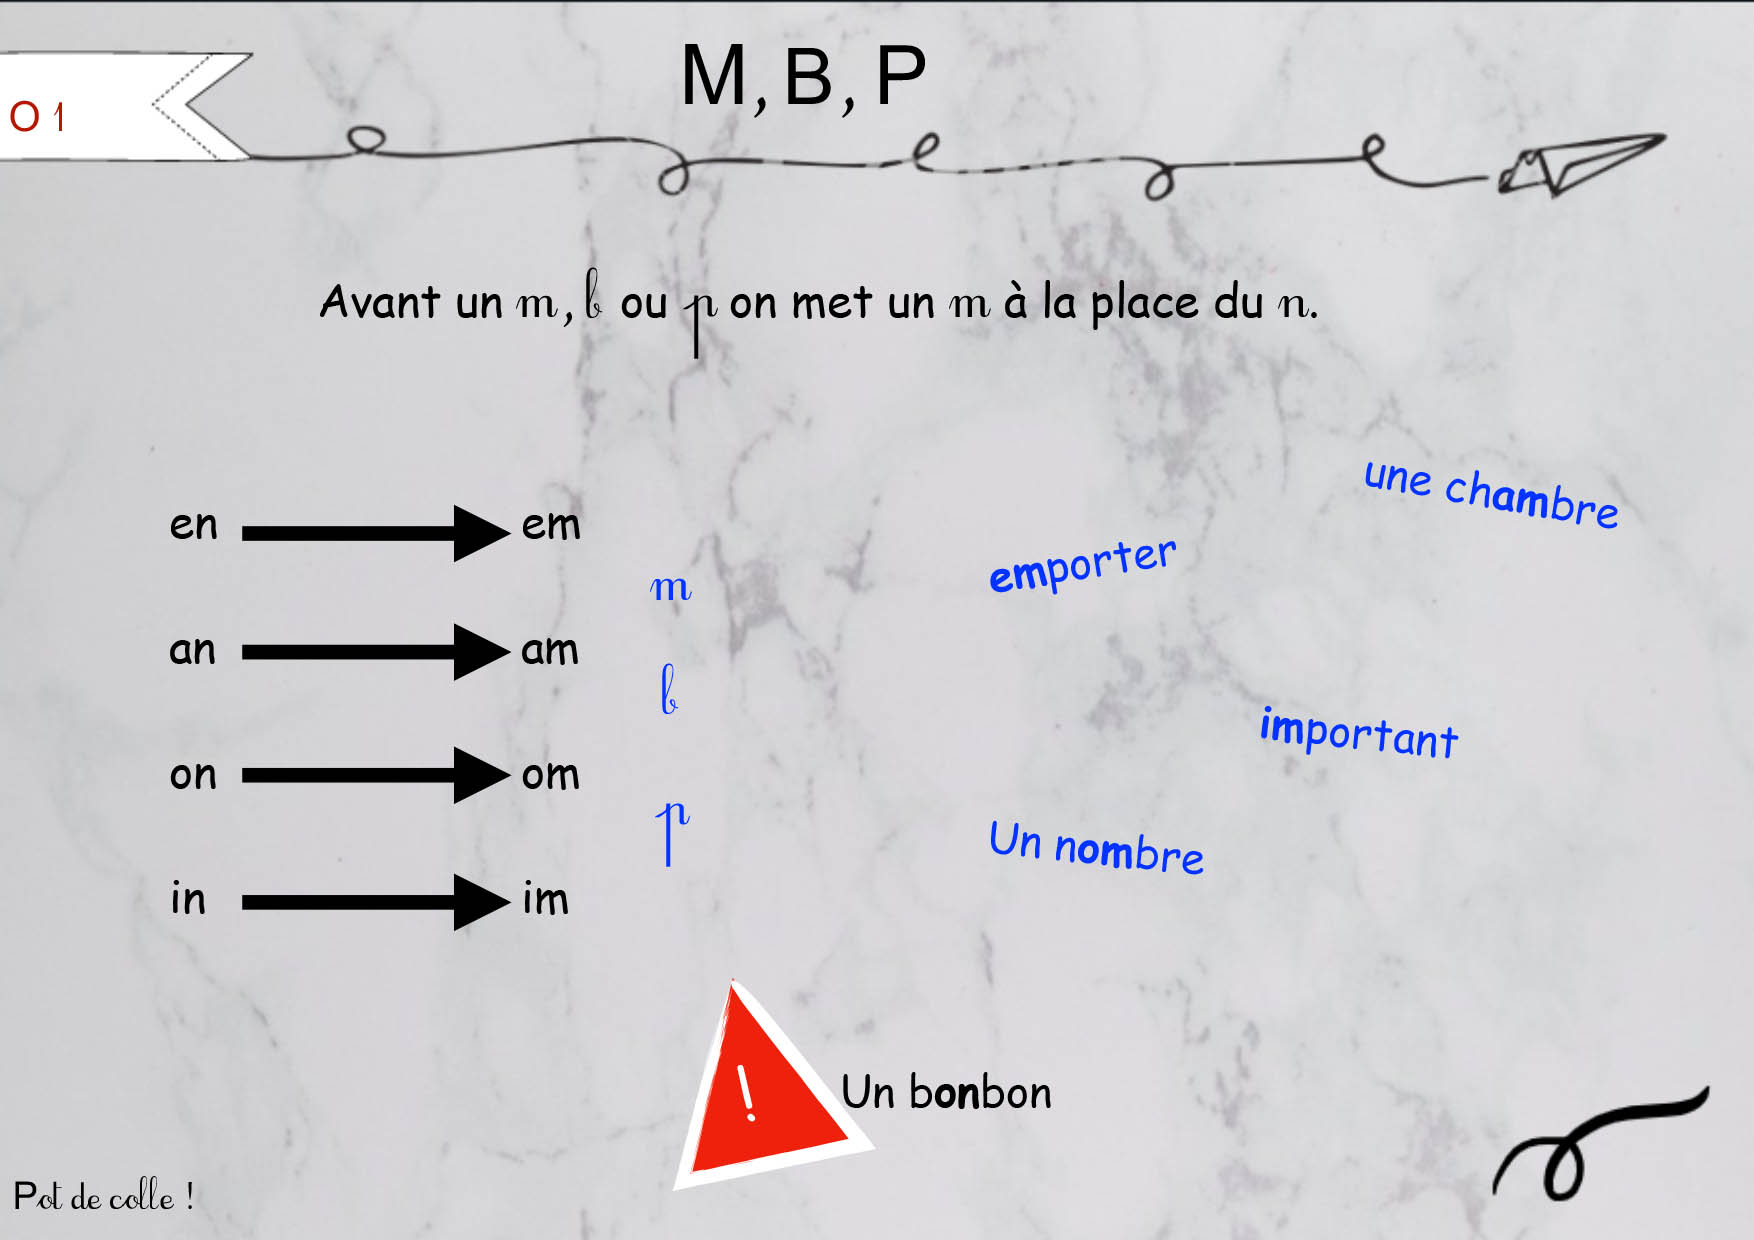 M, B, P
O 1
Avant un m, b ou p on met un m à la place du n.
en em
an am
on om
in im
m
b
p
une chambre
emporter
important
Un nombre
!
Un bonbon
Pot de colle !